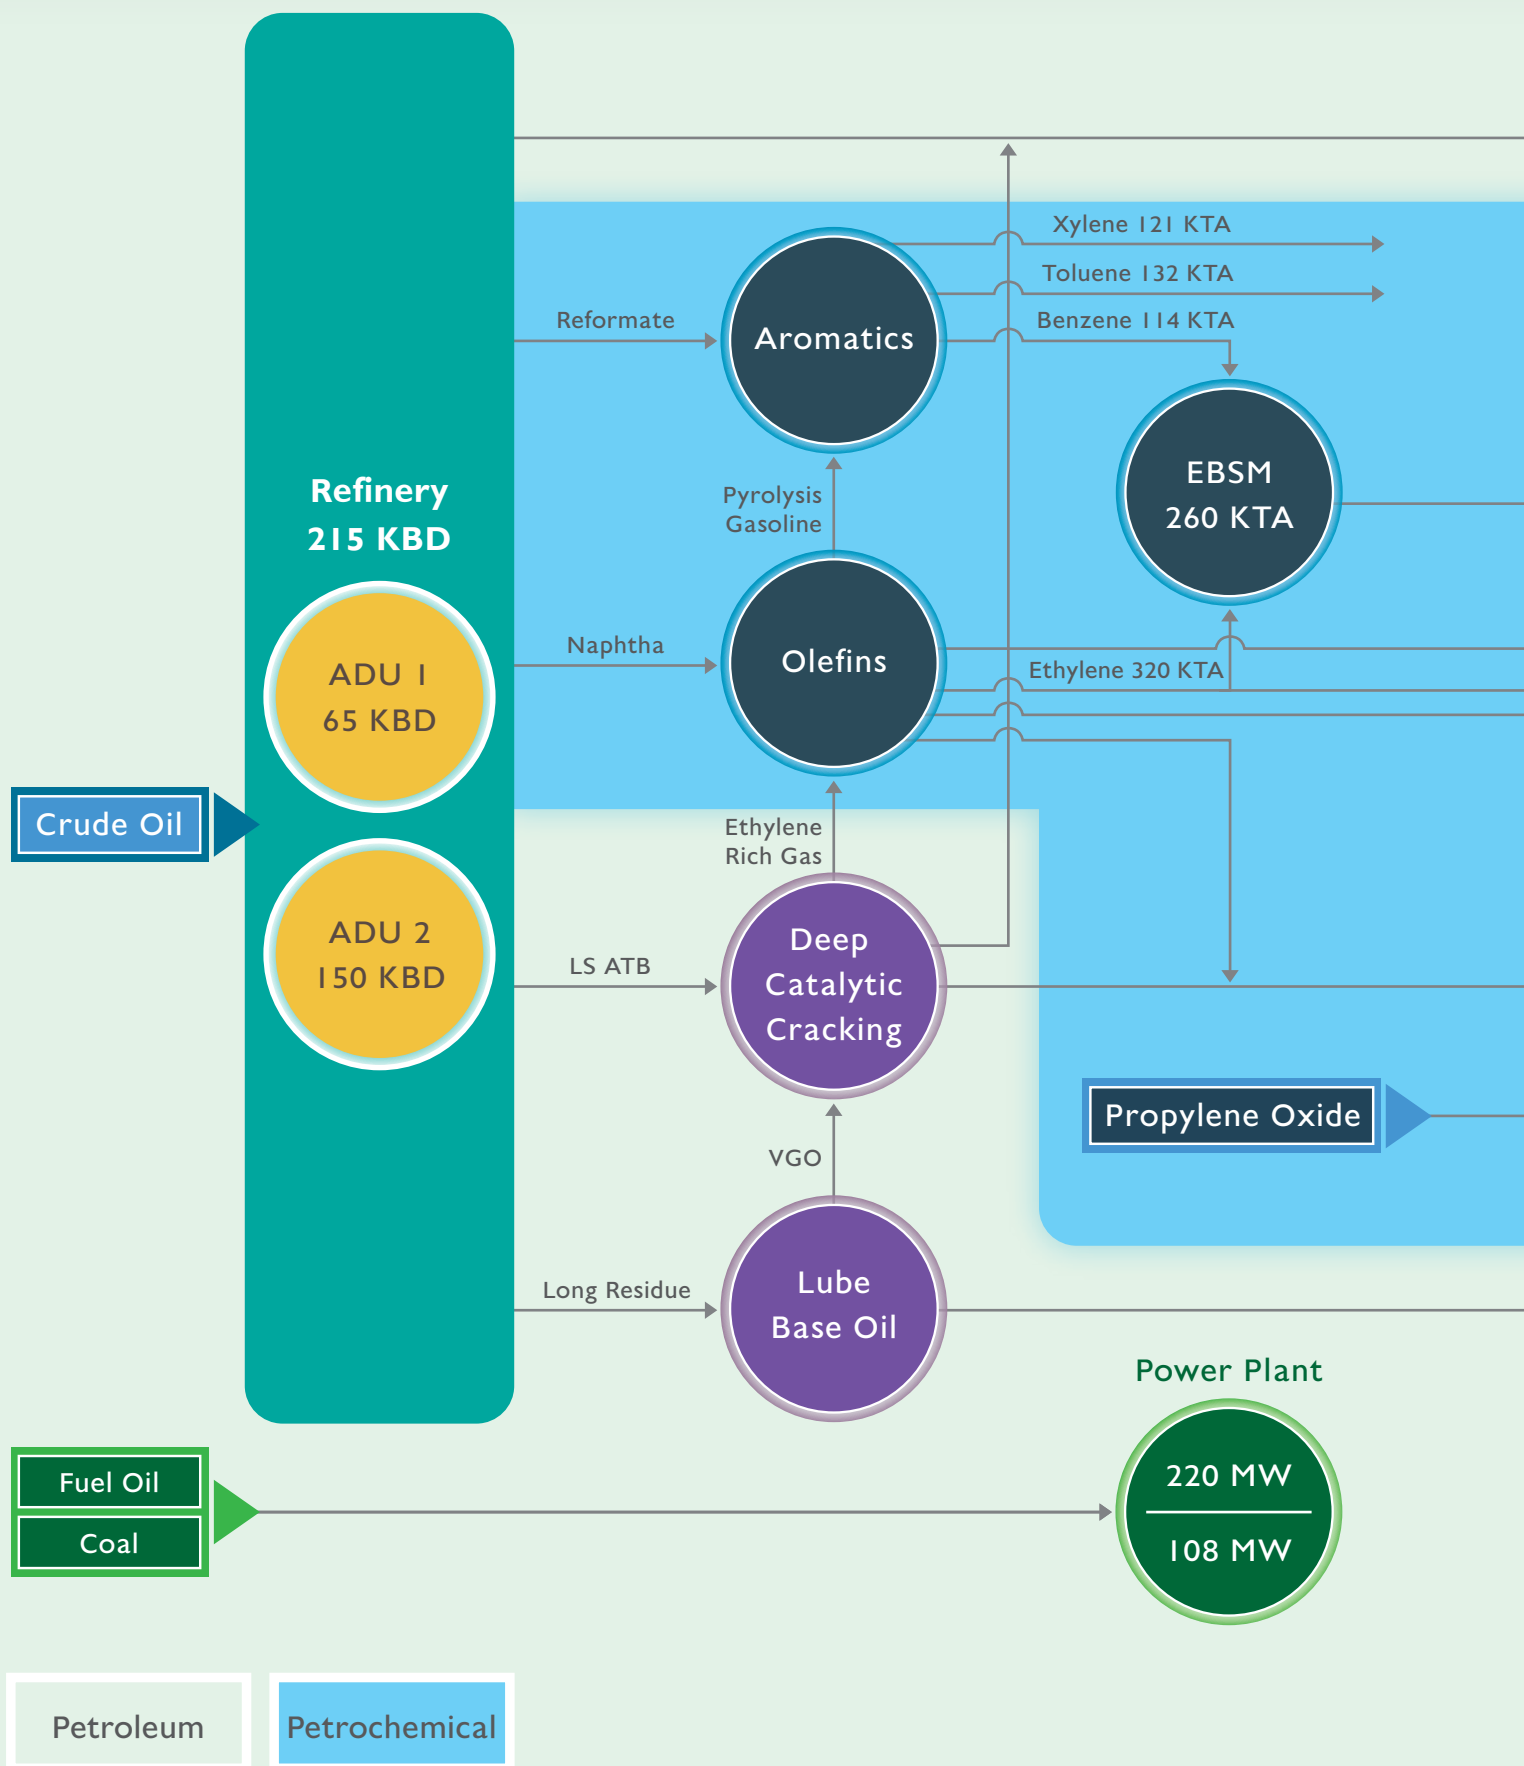 Xylene 121 KTA
Toluene 132 KTA
Reformate
Benzene 114 KTA
Aromatics
Refinery
215 KBD
Pyrolysis
Gasoline
EBSM
260 KTA
Naphtha
Olefins
Ethylene 320 KTA
ADU 1
65 KBD
Crude Oil
Ethylene
Rich Gas
ADU 2
150 KBD
LS ATB
Deep
Catalytic
Cracking
Propylene Oxide
VGO
Long Residue
Lube
Base Oil
Power Plant
220 MW
108 MW
Fuel Oil
Coal
Petroleum
Petrochemical